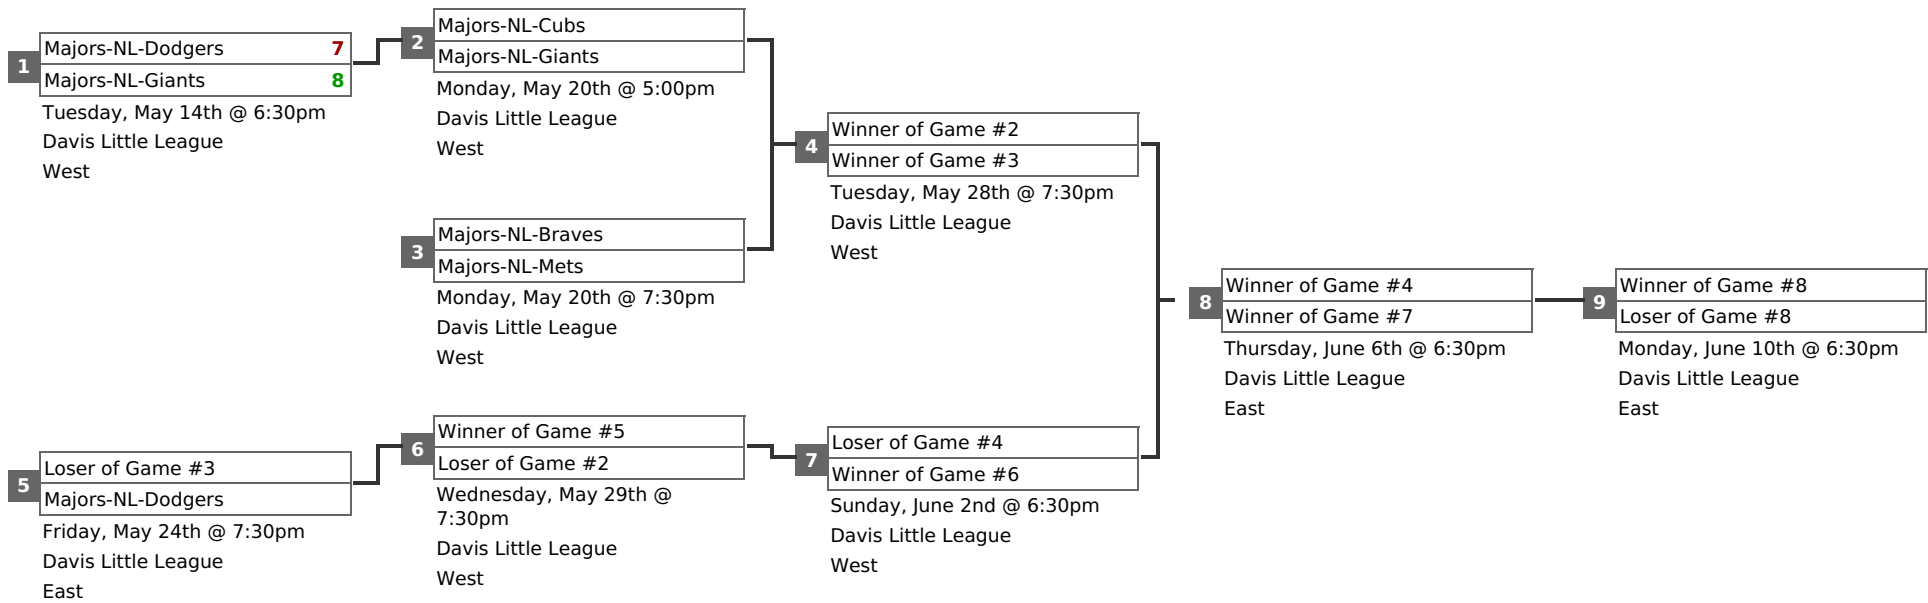 1
Majors-NL-Dodgers 7
Majors-NL-Giants 8
Tuesday, May 14th @ 6:30pm
Davis Little League
West
2
Majors-NL-Cubs
Majors-NL-Giants
Monday, May 20th @ 5:00pm
Davis Little League
West
3
Majors-NL-Braves
Majors-NL-Mets
Monday, May 20th @ 7:30pm
Davis Little League
West
4
Winner of Game #2
Winner of Game #3
Tuesday, May 28th @ 7:30pm
Davis Little League
West
5
Loser of Game #3
Majors-NL-Dodgers
Friday, May 24th @ 7:30pm
Davis Little League
East
6
Winner of Game #5
Loser of Game #2
Wednesday, May 29th @
7:30pm
Davis Little League
West
7
Loser of Game #4
Winner of Game #6
Sunday, June 2nd @ 6:30pm
Davis Little League
West
8
Winner of Game #4
Winner of Game #7
Thursday, June 6th @ 6:30pm
Davis Little League
East
9
Winner of Game #8
Loser of Game #8
Monday, June 10th @ 6:30pm
Davis Little League
East